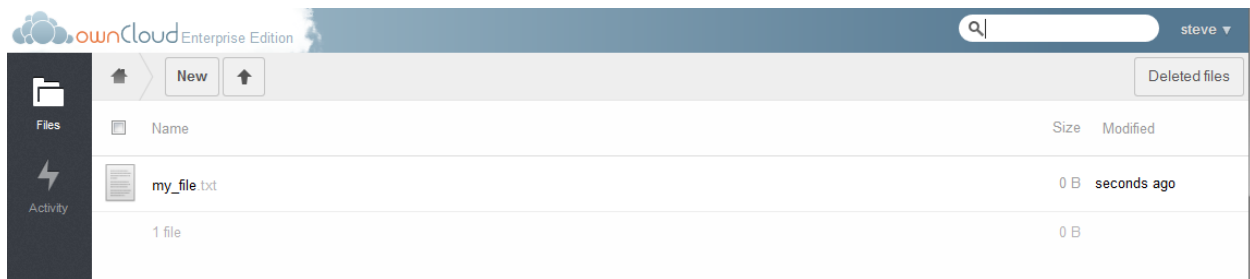 ownCloud Enterprise Edition
steve ▾
New
Deleted files
Files
Name Size Modified
my_file.txt 0 B seconds ago
Activity
1 file 0 B